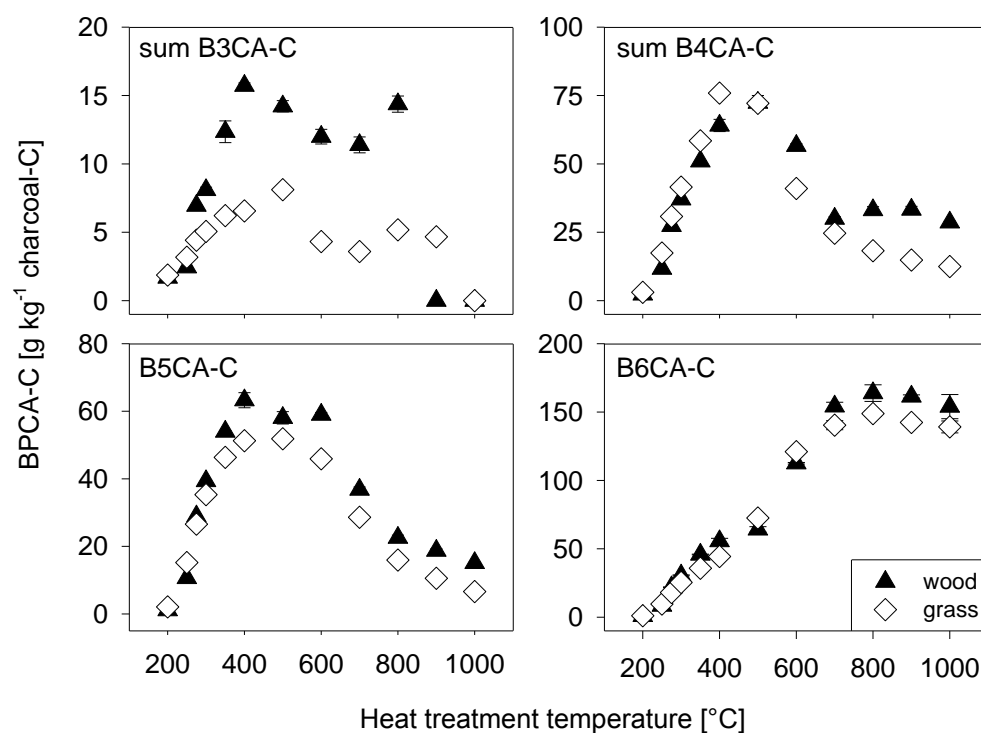 sum B3CA-C
20
15
10
5
0
sum B4CA-C
100
75
50
25
0
BPCA-C [g kg⁻¹ charcoal-C]
B5CA-C
80
60
40
20
0
200 400 600 800 1000
B6CA-C
200
150
100
50
0
200 400 600 800 1000
wood
grass
Heat treatment temperature [°C]